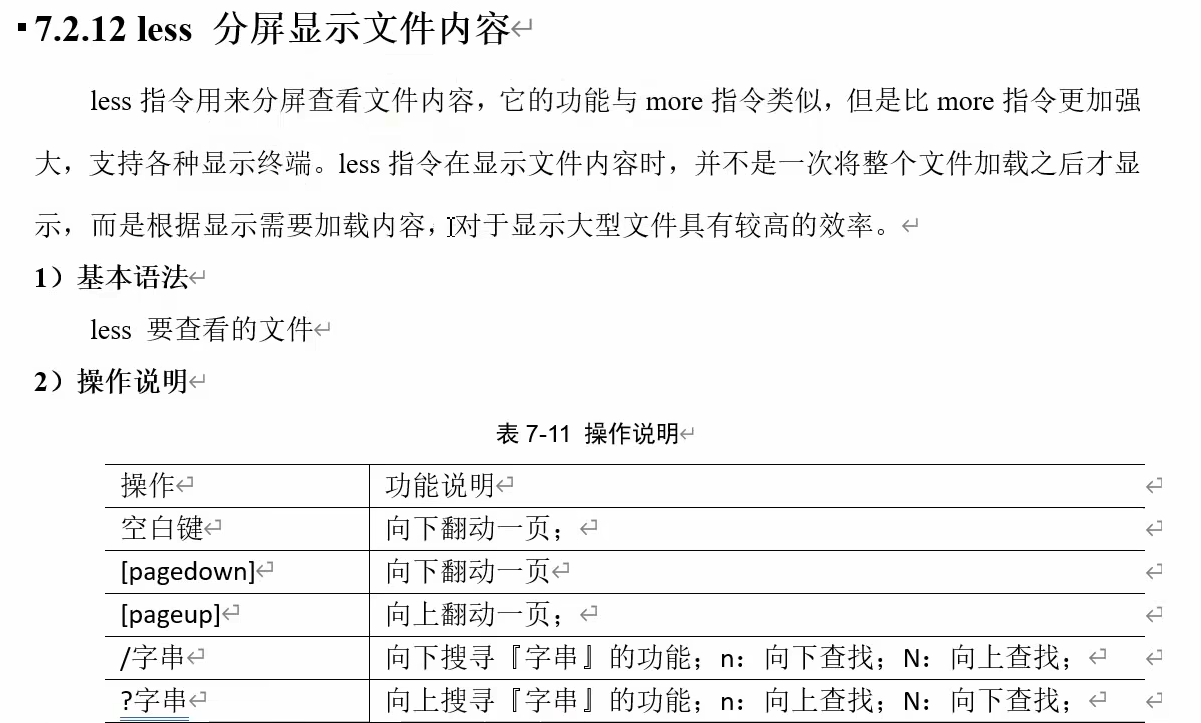 7.2.12 less 分屏显示文件内容
less 指令用来分屏查看文件内容，它的功能与 more 指令类似，但是比 more 指令更加强
大，支持各种显示终端。less 指令在显示文件内容时，并不是一次将整个文件加载之后才显
示，而是根据显示需要加载内容，对于显示大型文件具有较高的效率。
1）基本语法
less 要查看的文件
2）操作说明
表 7-11 操作说明
操作 功能说明
空白键 向下翻动一页；
[pagedown] 向下翻动一页
[pageup] 向上翻动一页；
/字串 向下搜寻『字串』的功能；n：向下查找；N：向上查找；
?字串 向上搜寻『字串』的功能；n：向上查找；N：向下查找；